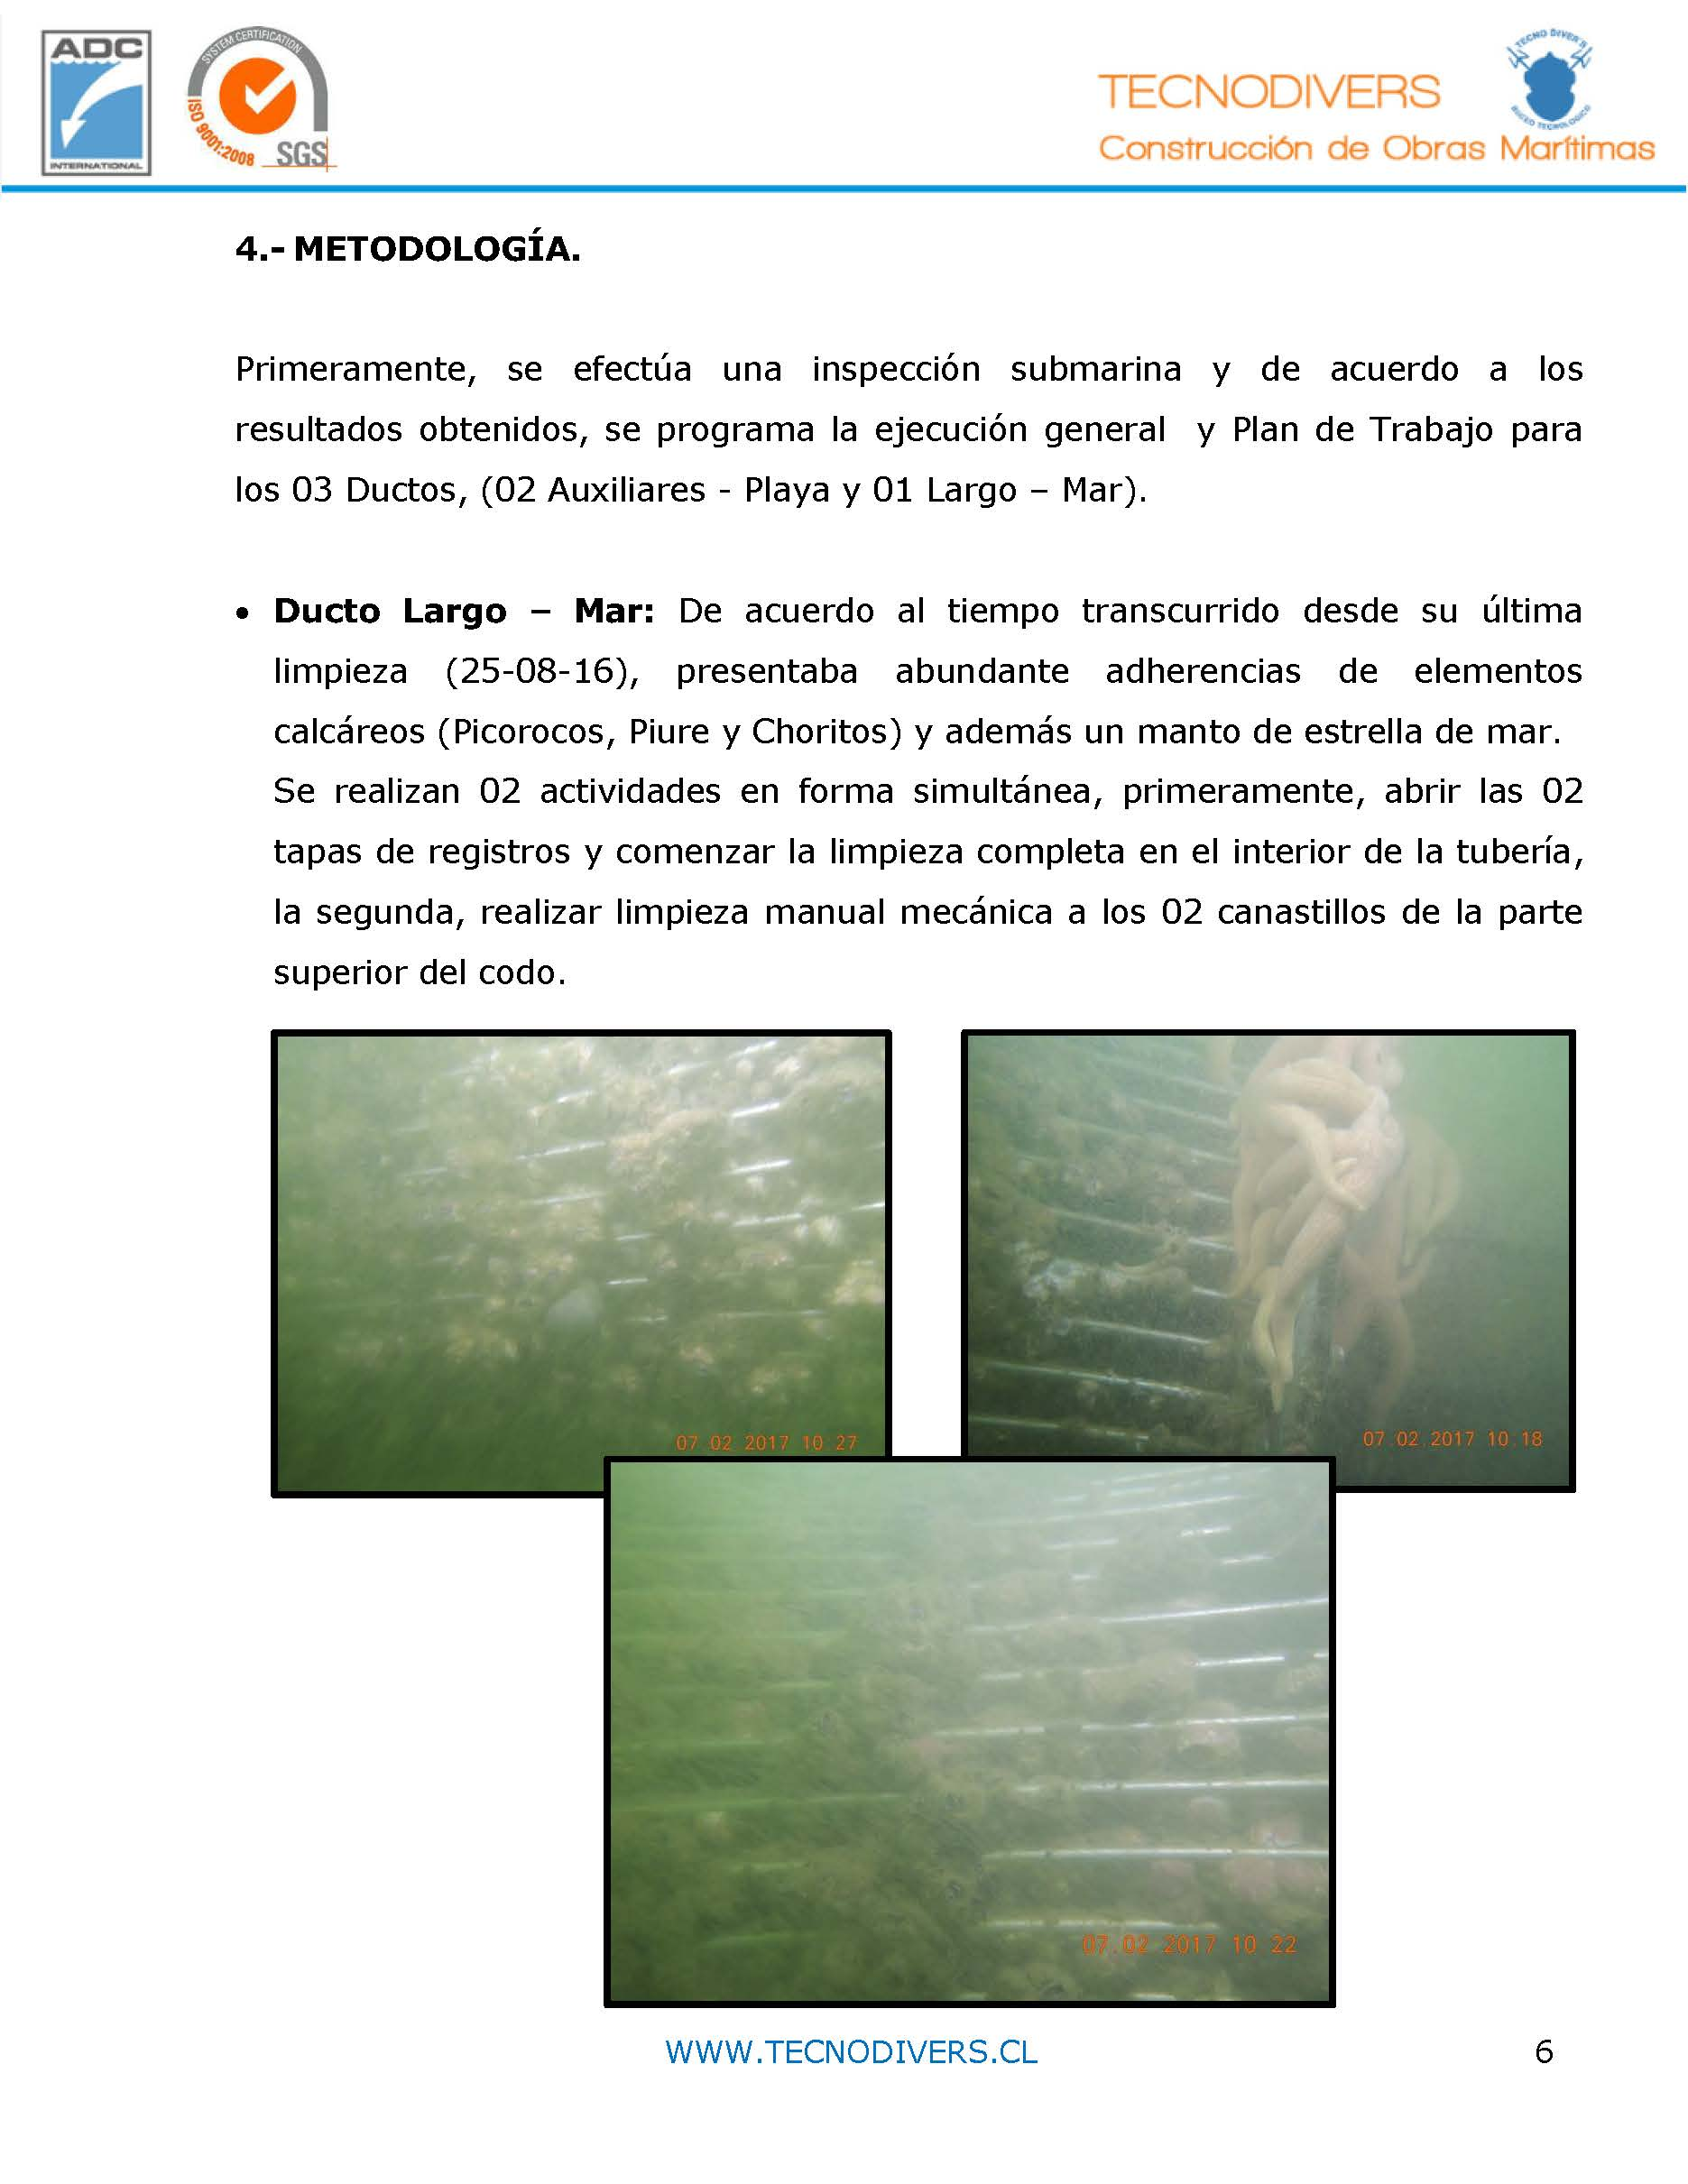 ADC
INTERNATIONAL
SYSTEM CERTIFICATION
ISO 9001:2008
SGS
TECNODIVERS
Construcción de Obras Marítimas
TECNO DIVER'S
BUCEO TECNOLOGICO
4.- METODOLOGÍA.
Primeramente, se efectúa una inspección submarina y de acuerdo a los
resultados obtenidos, se programa la ejecución general y Plan de Trabajo para
los 03 Ductos, (02 Auxiliares - Playa y 01 Largo – Mar).
• Ducto Largo – Mar: De acuerdo al tiempo transcurrido desde su última
limpieza (25-08-16), presentaba abundante adherencias de elementos
calcáreos (Picorocos, Piure y Choritos) y además un manto de estrella de mar.
Se realizan 02 actividades en forma simultánea, primeramente, abrir las 02
tapas de registros y comenzar la limpieza completa en el interior de la tubería,
la segunda, realizar limpieza manual mecánica a los 02 canastillos de la parte
superior del codo.
07 02 2017 10:27
07.02.2017 10:18
07.02.2017 10:22
WWW.TECNODIVERS.CL
6